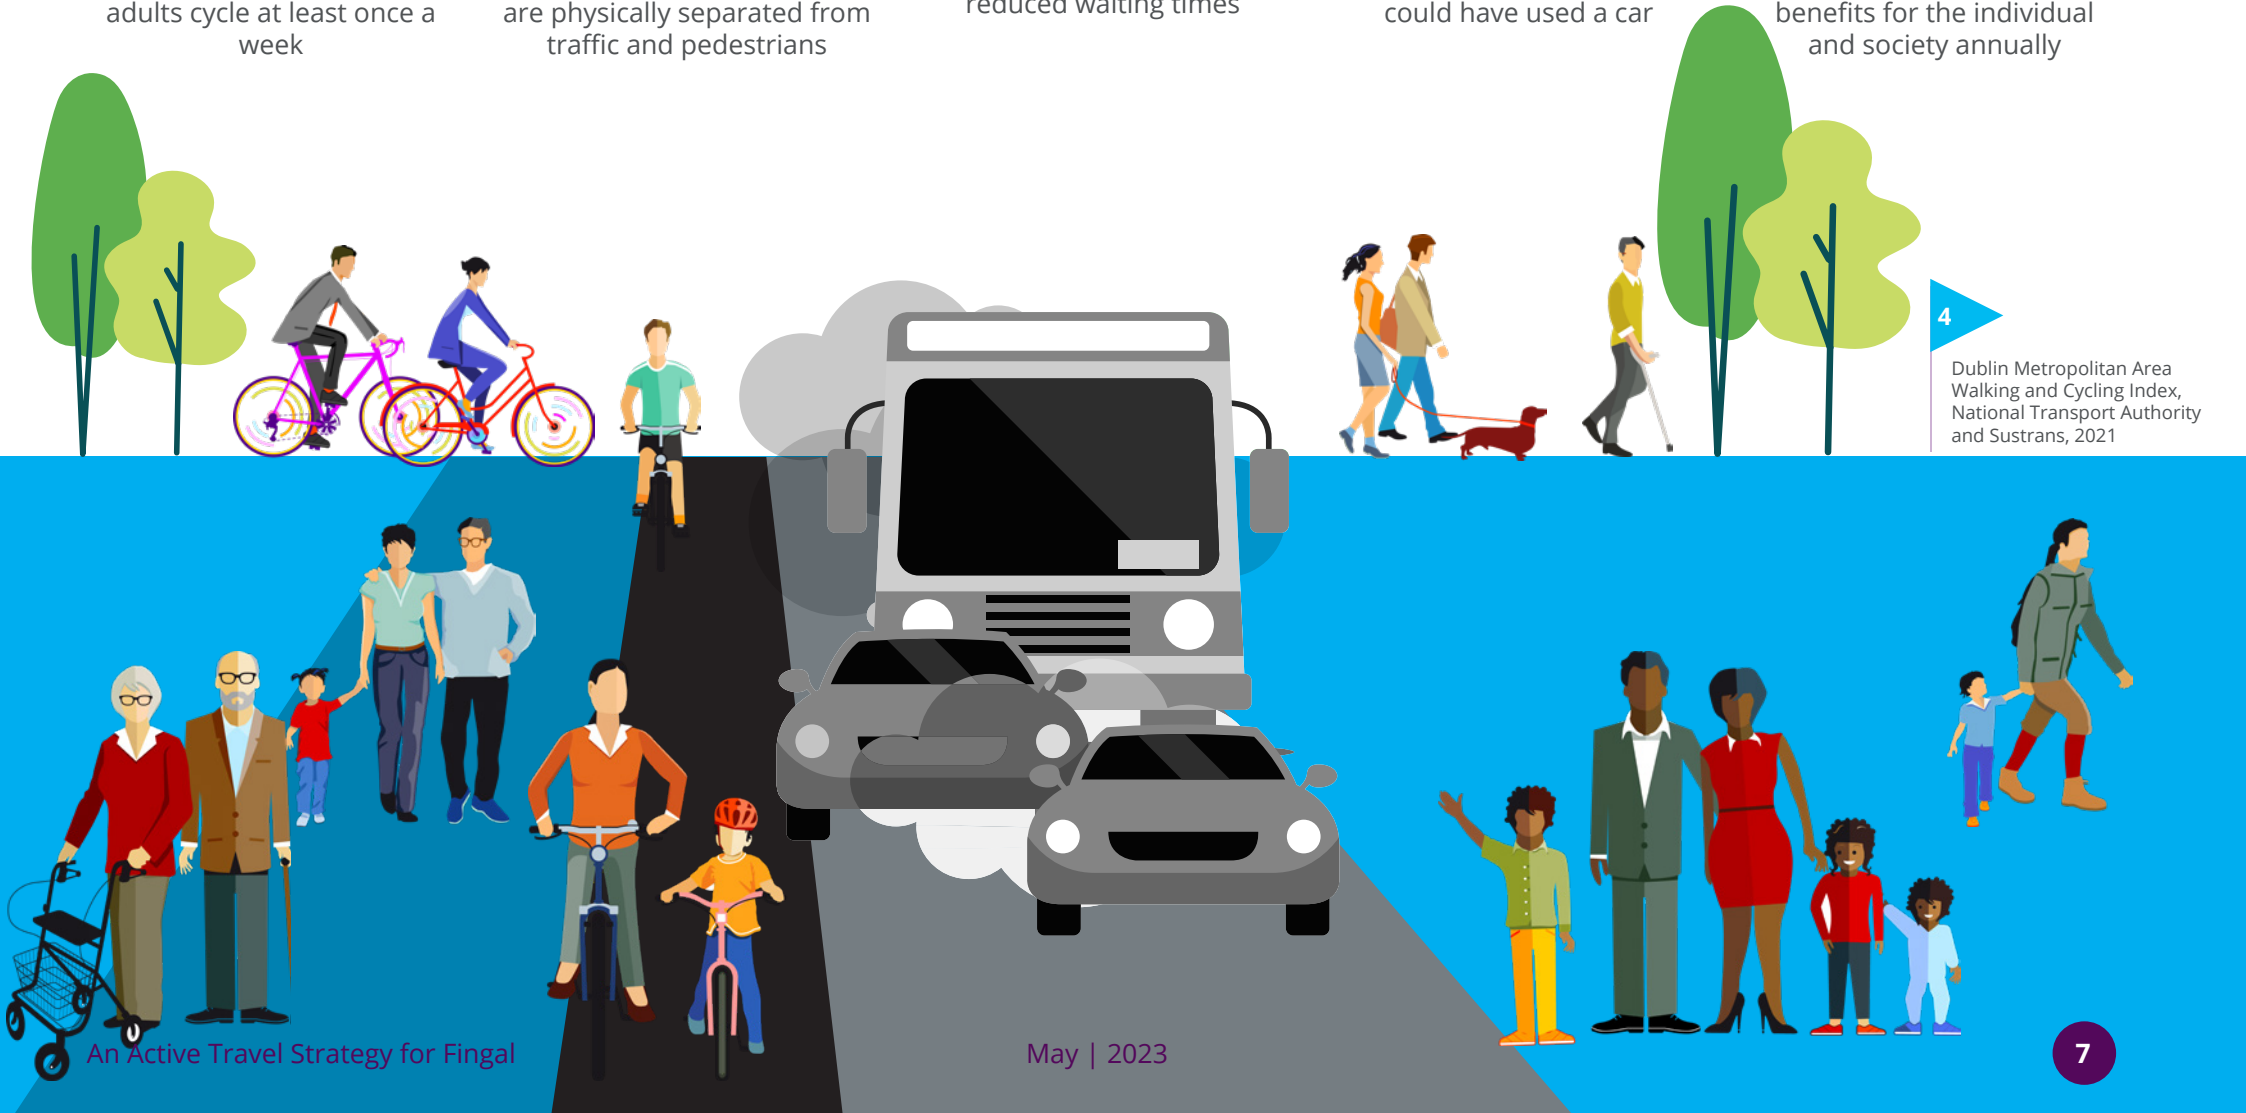 adults cycle at least once a
week
are physically separated from
traffic and pedestrians
reduced waiting times
could have used a car
benefits for the individual
and society annually
4
Dublin Metropolitan Area
Walking and Cycling Index,
National Transport Authority
and Sustrans, 2021
An Active Travel Strategy for Fingal
May | 2023
7